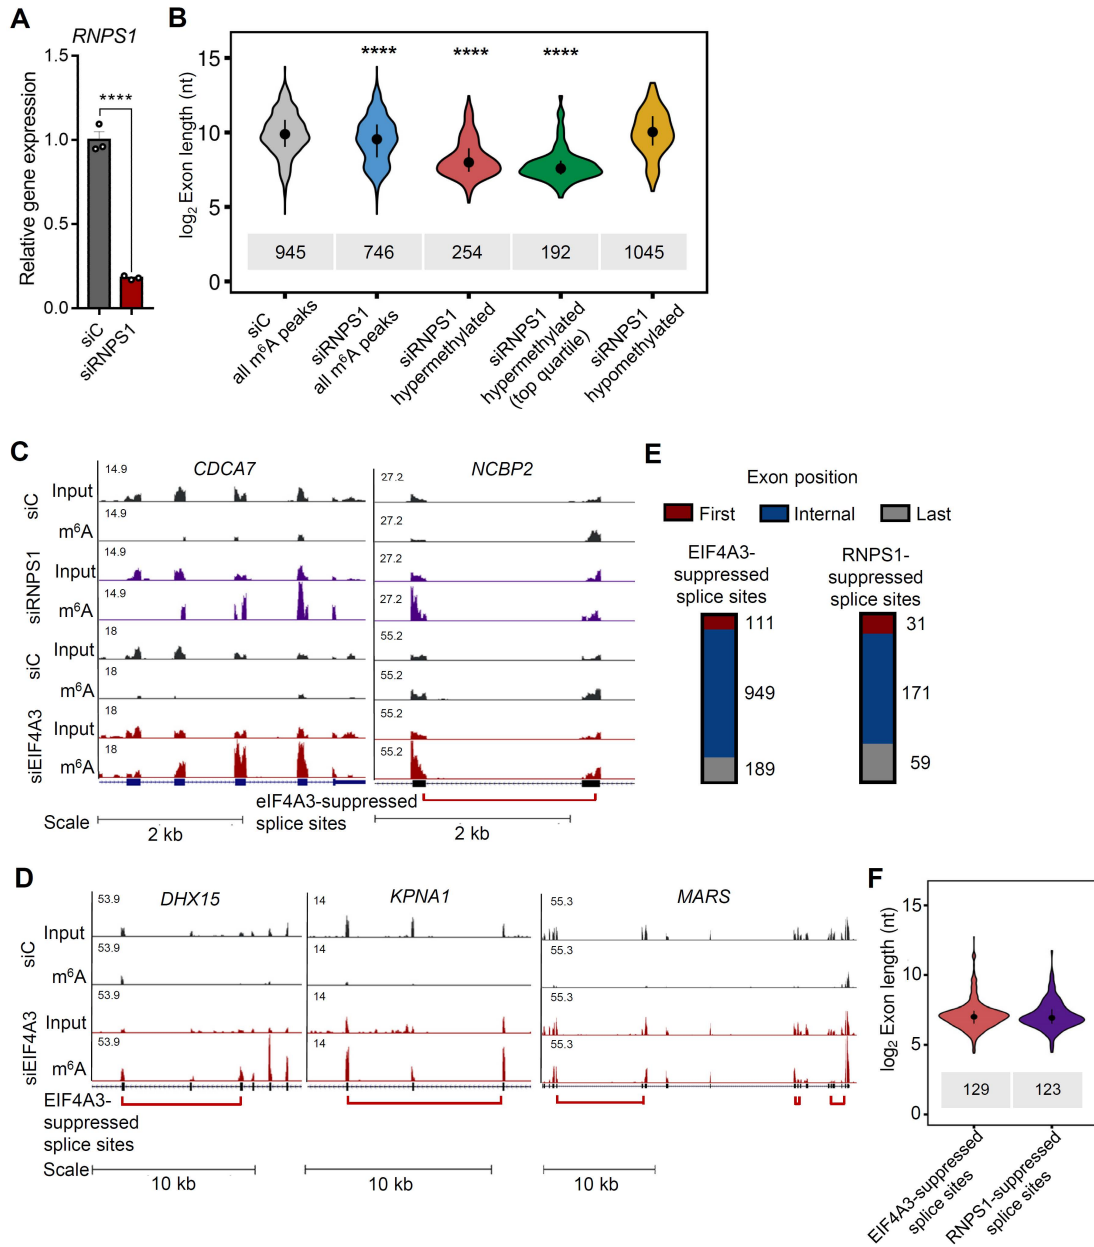 A
RNPS1
Relative gene expression
1.5
1.0
0.5
0.0
****
siC
siRNPS1
B
log2 Exon length (nt)
15
10
5
0
**** **** ****
945 746 254 192 1045
siC
all m6A peaks
siRNPS1
all m6A peaks
siRNPS1
hypermethylated
siRNPS1
hypermethylated
(top quartile)
siRNPS1
hypomethylated
C
CDCA7
NCBP2
siC
Input
14.9
27.2
m6A
14.9
27.2
siRNPS1
Input
14.9
27.2
m6A
14.9
27.2
siC
Input
18
55.2
m6A
18
55.2
siEIF4A3
Input
18
55.2
m6A
18
55.2
eIF4A3-suppressed
splice sites
Scale
2 kb
2 kb
E
Exon position
First Internal Last
EIF4A3-
suppressed
splice sites
111
949
189
RNPS1-
suppressed
splice sites
31
171
59
D
DHX15
KPNA1
MARS
siC
Input
53.9
14
55.3
m6A
53.9
14
55.3
siEIF4A3
Input
53.9
14
55.3
m6A
53.9
14
55.3
EIF4A3-
suppressed
splice sites
Scale
10 kb
10 kb
10 kb
F
log2 Exon length (nt)
15
10
5
0
129 123
EIF4A3-suppressed
splice sites
RNPS1-suppressed
splice sites